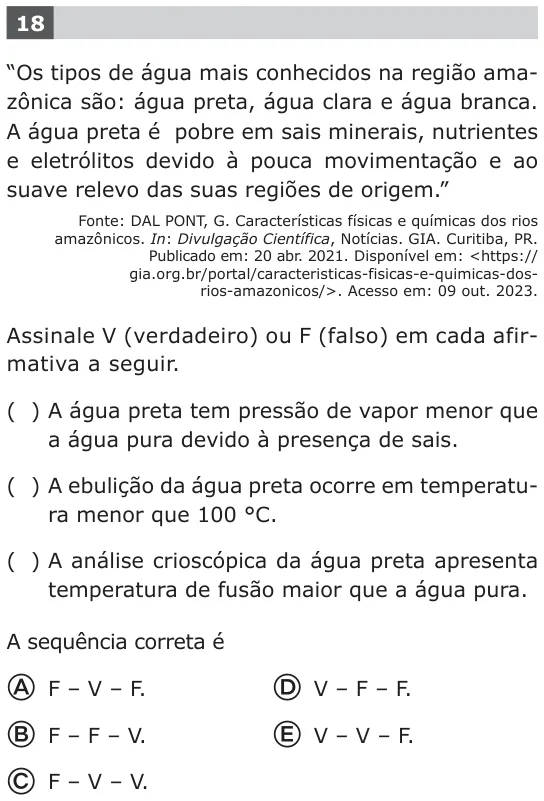 18
“Os tipos de água mais conhecidos na região ama-
zônica são: água preta, água clara e água branca.
A água preta é pobre em sais minerais, nutrientes
e eletrólitos devido à pouca movimentação e ao
suave relevo das suas regiões de origem.”
Fonte: DAL PONT, G. Características físicas e químicas dos rios
amazônicos. In: Divulgação Científica, Notícias. GIA. Curitiba, PR.
Publicado em: 20 abr. 2021. Disponível em: <https://
gia.org.br/portal/caracteristicas-fisicas-e-quimicas-dos-
rios-amazonicos/>. Acesso em: 09 out. 2023.
Assinale V (verdadeiro) ou F (falso) em cada afir-
mativa a seguir.
( ) A água preta tem pressão de vapor menor que
a água pura devido à presença de sais.
( ) A ebulição da água preta ocorre em temperatu-
ra menor que 100 °C.
( ) A análise crioscópica da água preta apresenta
temperatura de fusão maior que a água pura.
A sequência correta é
A F – V – F.
B F – F – V.
C F – V – V.
D V – F – F.
E V – V – F.